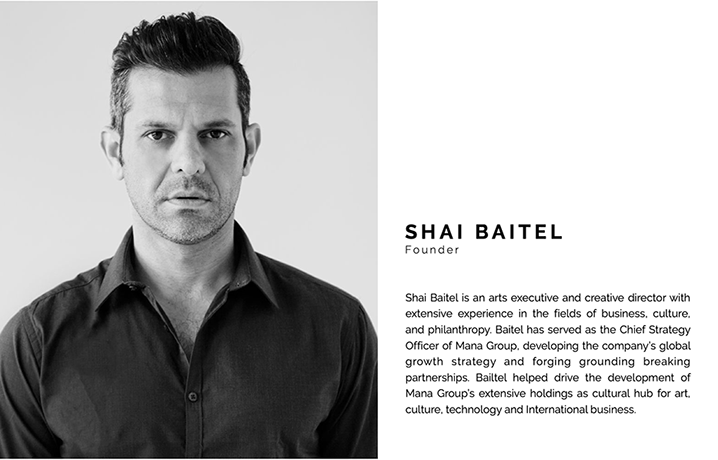 SHAI BAITEL
Founder
Shai Baitel is an arts executive and creative director with
extensive experience in the fields of business, culture,
and philanthropy. Baitel has served as the Chief Strategy
Officer of Mana Group, developing the company's global
growth strategy and forging grounding breaking
partnerships. Bailtel helped drive the development of
Mana Group's extensive holdings as cultural hub for art,
culture, technology and International business.